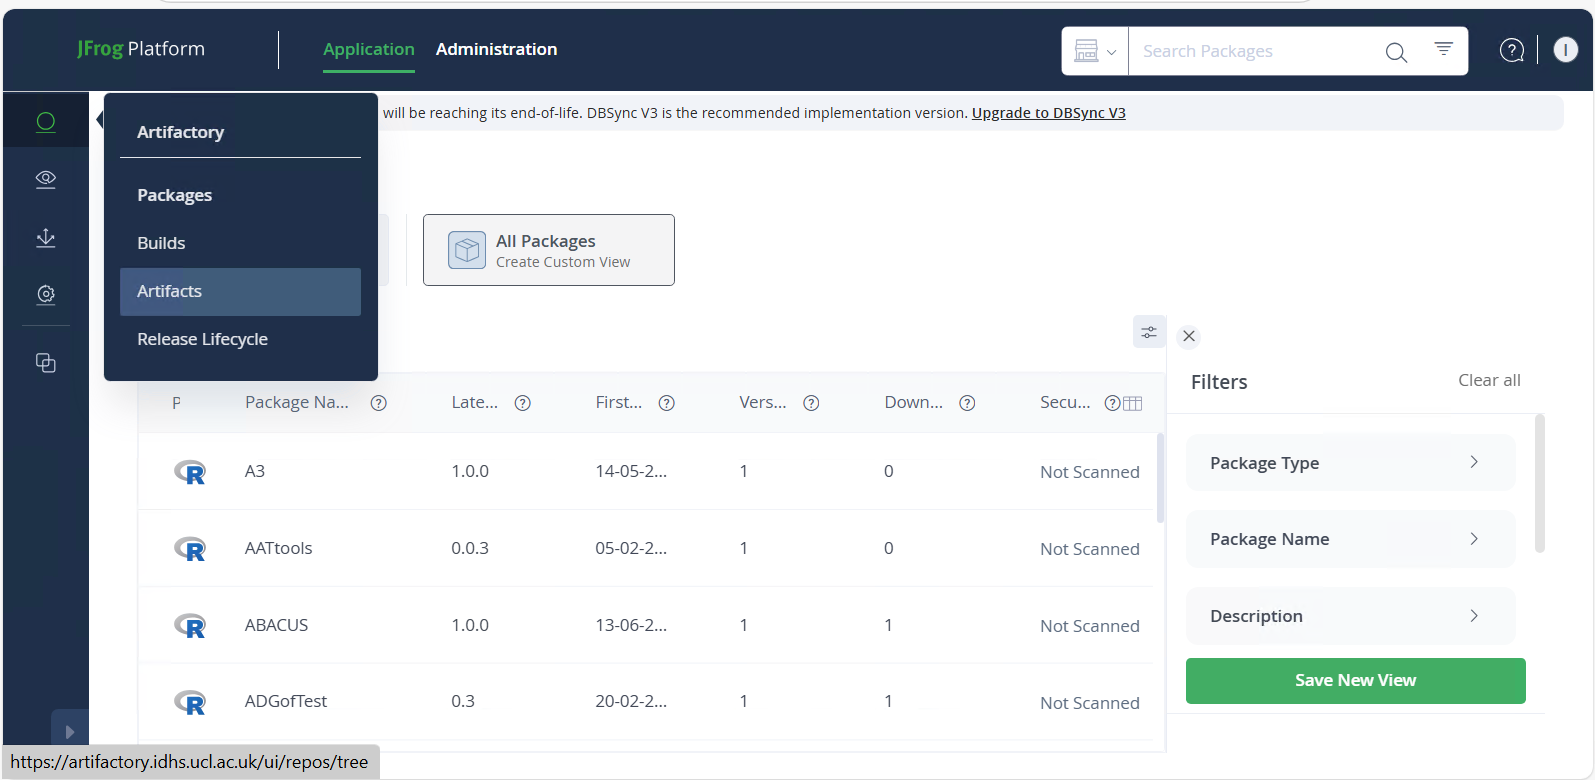 JFrog Platform
Application
Administration
Search Packages
I
will be reaching its end-of-life. DBSync V3 is the recommended implementation version. Upgrade to DBSync V3
Artifactory
Packages
Builds
Artifacts
Release Lifecycle
All Packages
Create Custom View
Filters
Clear all
P Package Na... Late... First... Vers... Down... Secu...
A3 1.0.0 14-05-2... 1 0 Not Scanned
AATtools 0.0.3 05-02-2... 1 0 Not Scanned
ABACUS 1.0.0 13-06-2... 1 1 Not Scanned
ADGofTest 0.3 20-02-2... 1 1 Not Scanned
Package Type
Package Name
Description
Save New View
https://artifactory.idhs.ucl.ac.uk/ui/repos/tree